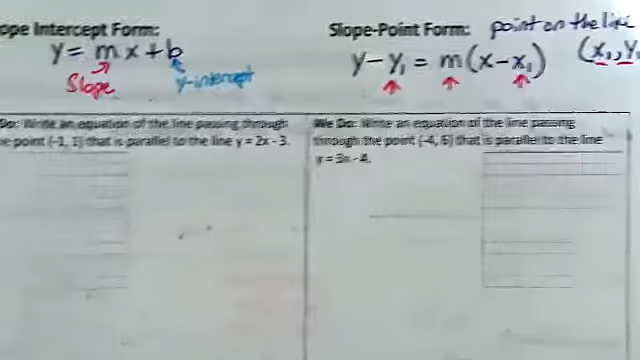 ope Intercept Form:
y = mx + b
Slope
y-intercept
Slope-Point Form: point on the line
y - y₁ = m(x - x₁) (x₁, y
Do: Write an equation of the line passing through
e point (-1, 1) that is parallel to the line y = 2x - 3.
We Do: Write an equation of the line passing
through the point (-4, 6) that is parallel to the line
y = 3x - 4.